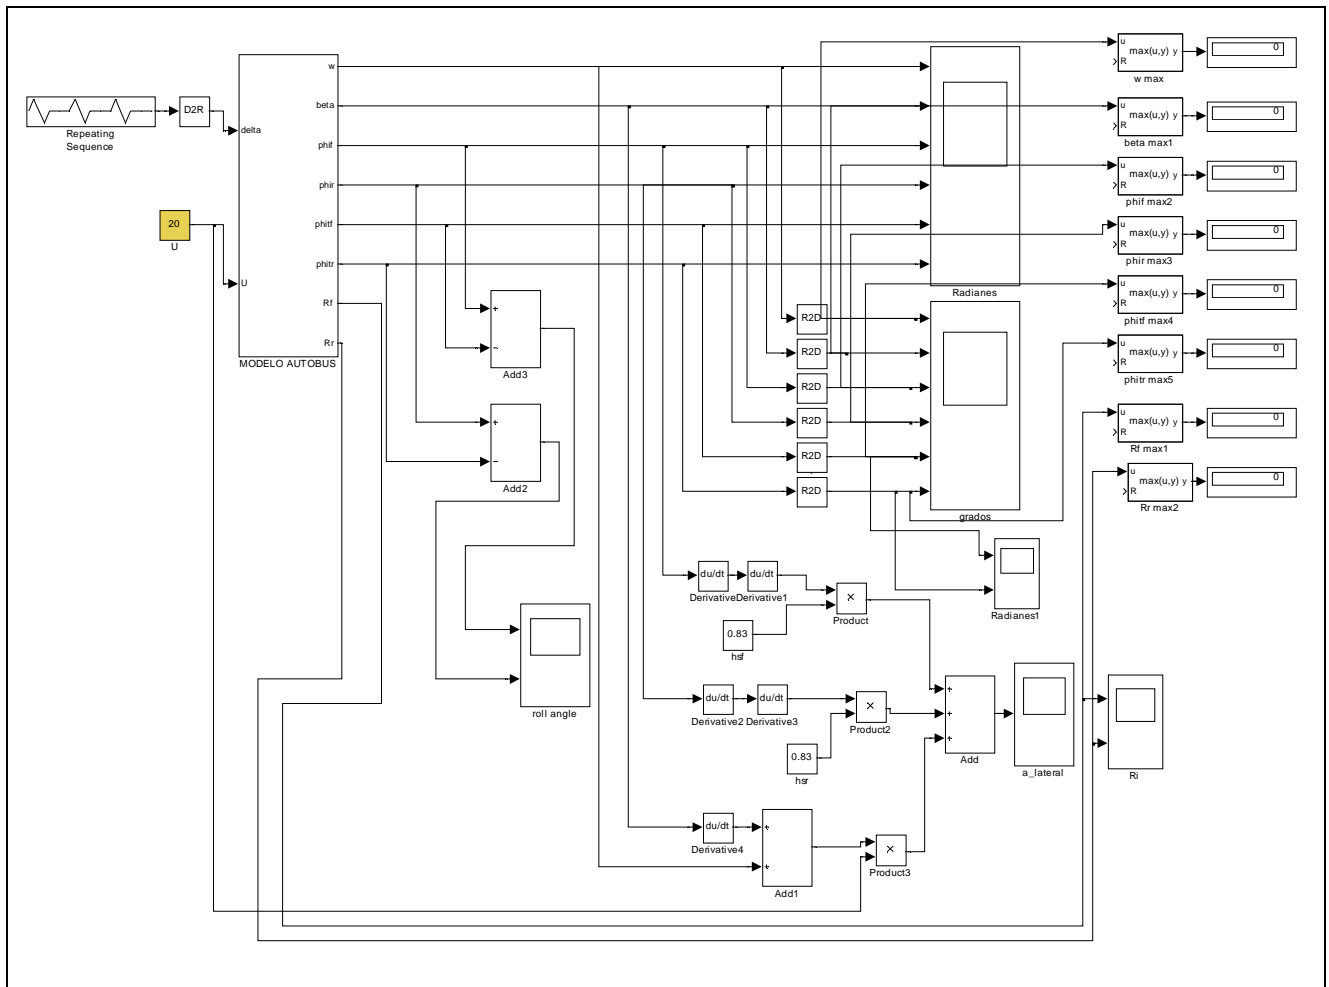 Repeating
Sequence
D2R
20
U
delta
U
w
beta
phif
phir
phitf
phitr
Rf
Rr
MODELO AUTOBUS
+
−
Add3
+
−
Add2
roll angle
Radianes
R2D
R2D
R2D
R2D
R2D
R2D
grados
Radianes1
du/dt
Derivative
du/dt
Derivative1
×
Product
0.83
hsf
du/dt
Derivative2
du/dt
Derivative3
×
Product2
0.83
hsr
du/dt
Derivative4
+
+
Add1
×
Product3
+
+
+
Add
a_lateral
Ri
u
R
max(u,y) y
w max
0
u
R
max(u,y) y
beta max1
0
u
R
max(u,y) y
phif max2
0
u
R
max(u,y) y
phir max3
0
u
R
max(u,y) y
phitf max4
0
u
R
max(u,y) y
phitr max5
0
u
R
max(u,y) y
Rf max1
0
u
R
max(u,y) y
Rr max2
0